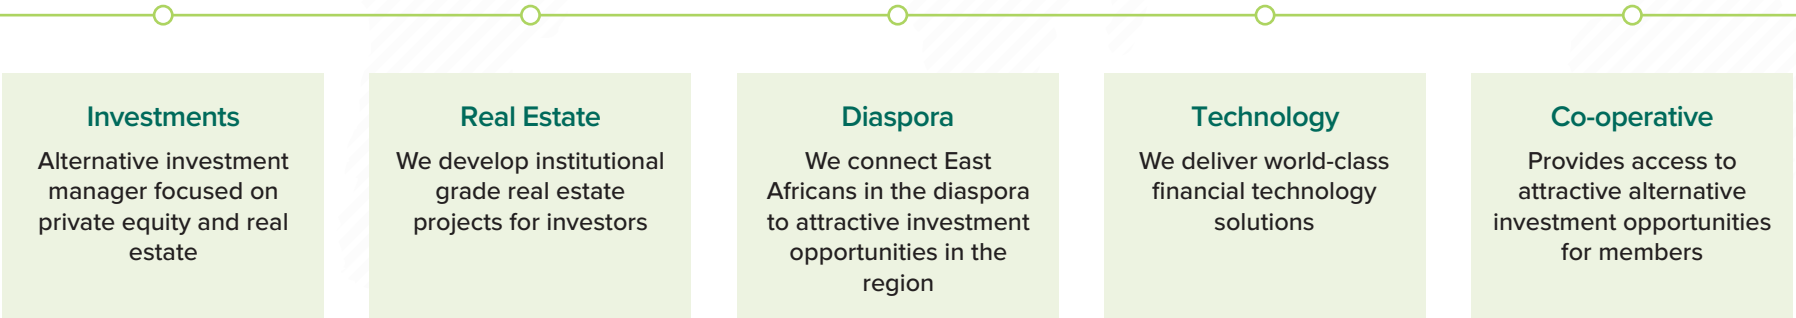 Investments
Alternative investment
manager focused on
private equity and real
estate
Real Estate
We develop institutional
grade real estate
projects for investors
Diaspora
We connect East
Africans in the diaspora
to attractive investment
opportunities in the
region
Technology
We deliver world-class
financial technology
solutions
Co-operative
Provides access to
attractive alternative
investment opportunities
for members